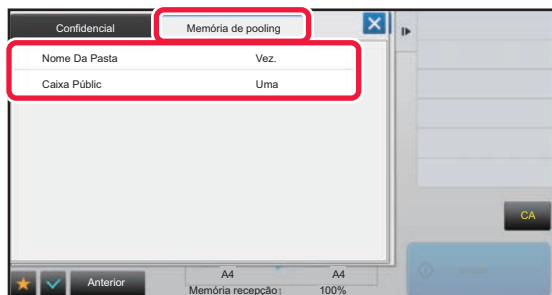 Confidencial
Memória de pooling
Nome Da Pasta Vez.
Caixa Públic Uma
CA
Anterior
A4 A4
Memória recepção: 100%